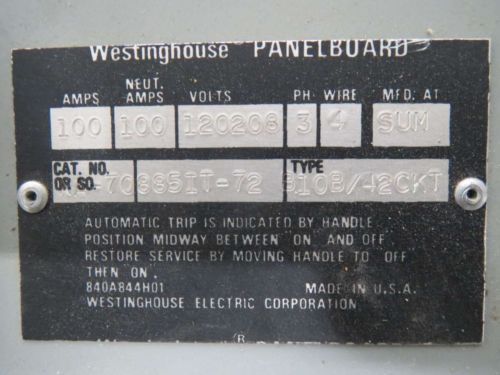 Westinghouse PANELBOARD
AMPS NEUT. AMPS VOLTS PH WIRE MFD. AT
100 100 120208 3 4 SUM
CAT. NO. OR SO. TYPE
B10B/42CKT
AUTOMATIC TRIP IS INDICATED BY HANDLE
POSITION MIDWAY BETWEEN "ON" AND "OFF".
RESTORE SERVICE BY MOVING HANDLE TO "OFF"
THEN "ON".
840A844H01 MADE IN U.S.A.
WESTINGHOUSE ELECTRIC CORPORATION
R